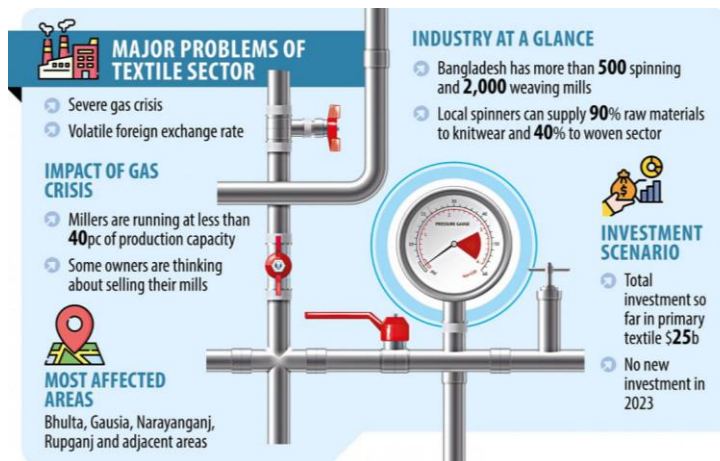 MAJOR PROBLEMS OF
TEXTILE SECTOR
Severe gas crisis
Volatile foreign exchange rate
IMPACT OF GAS
CRISIS
Millers are running at less than
40pc of production capacity
Some owners are thinking
about selling their mills
MOST AFFECTED
AREAS
Bhulta, Gausia, Narayanganj,
Rupganj and adjacent areas
INDUSTRY AT A GLANCE
Bangladesh has more than 500 spinning
and 2,000 weaving mills
Local spinners can supply 90% raw materials
to knitwear and 40% to woven sector
PRESSURE GAUGE
INVESTMENT
SCENARIO
Total
investment so
far in primary
textile $25b
No new
investment in
2023